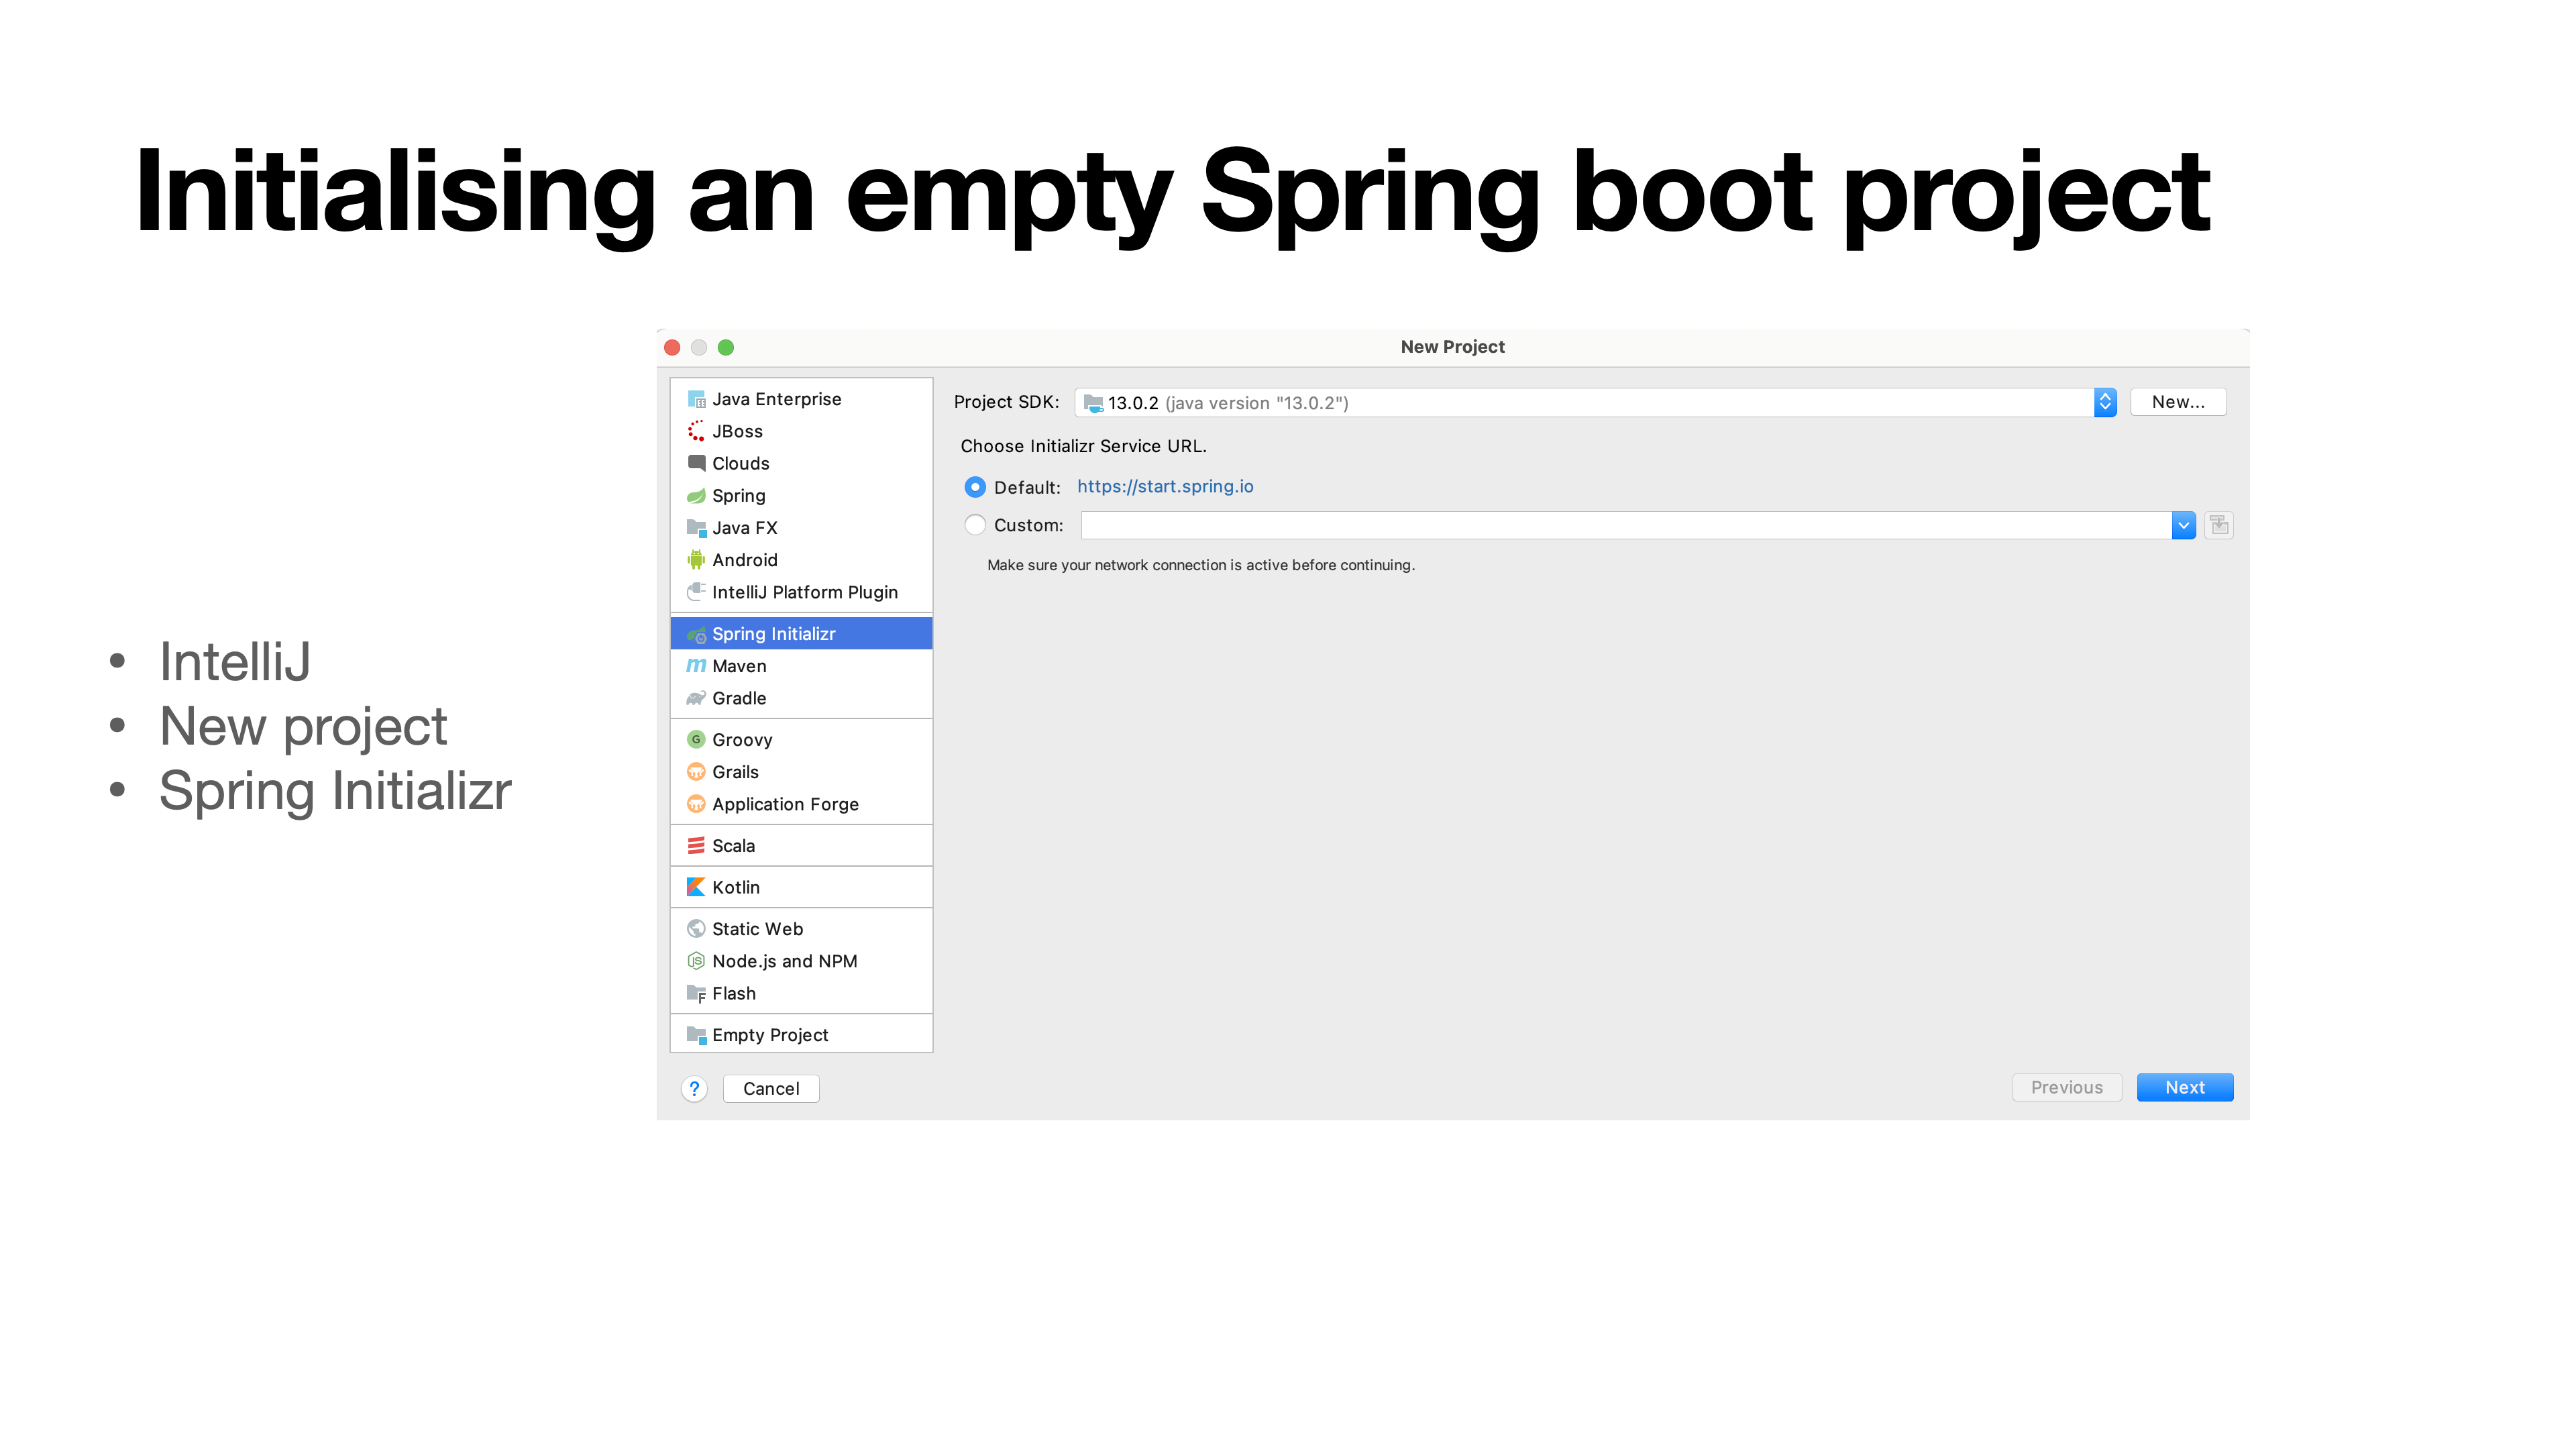 Initialising an empty Spring boot project
• IntelliJ
• New project
• Spring Initializr
New Project
Java Enterprise
JBoss
Clouds
Spring
Java FX
Android
IntelliJ Platform Plugin
Spring Initializr
Maven
Gradle
Groovy
Grails
Application Forge
Scala
Kotlin
Static Web
Node.js and NPM
Flash
Empty Project
Project SDK: 13.0.2 (java version "13.0.2") New...
Choose Initializr Service URL.
Default: https://start.spring.io
Custom:
Make sure your network connection is active before continuing.
? Cancel Previous Next